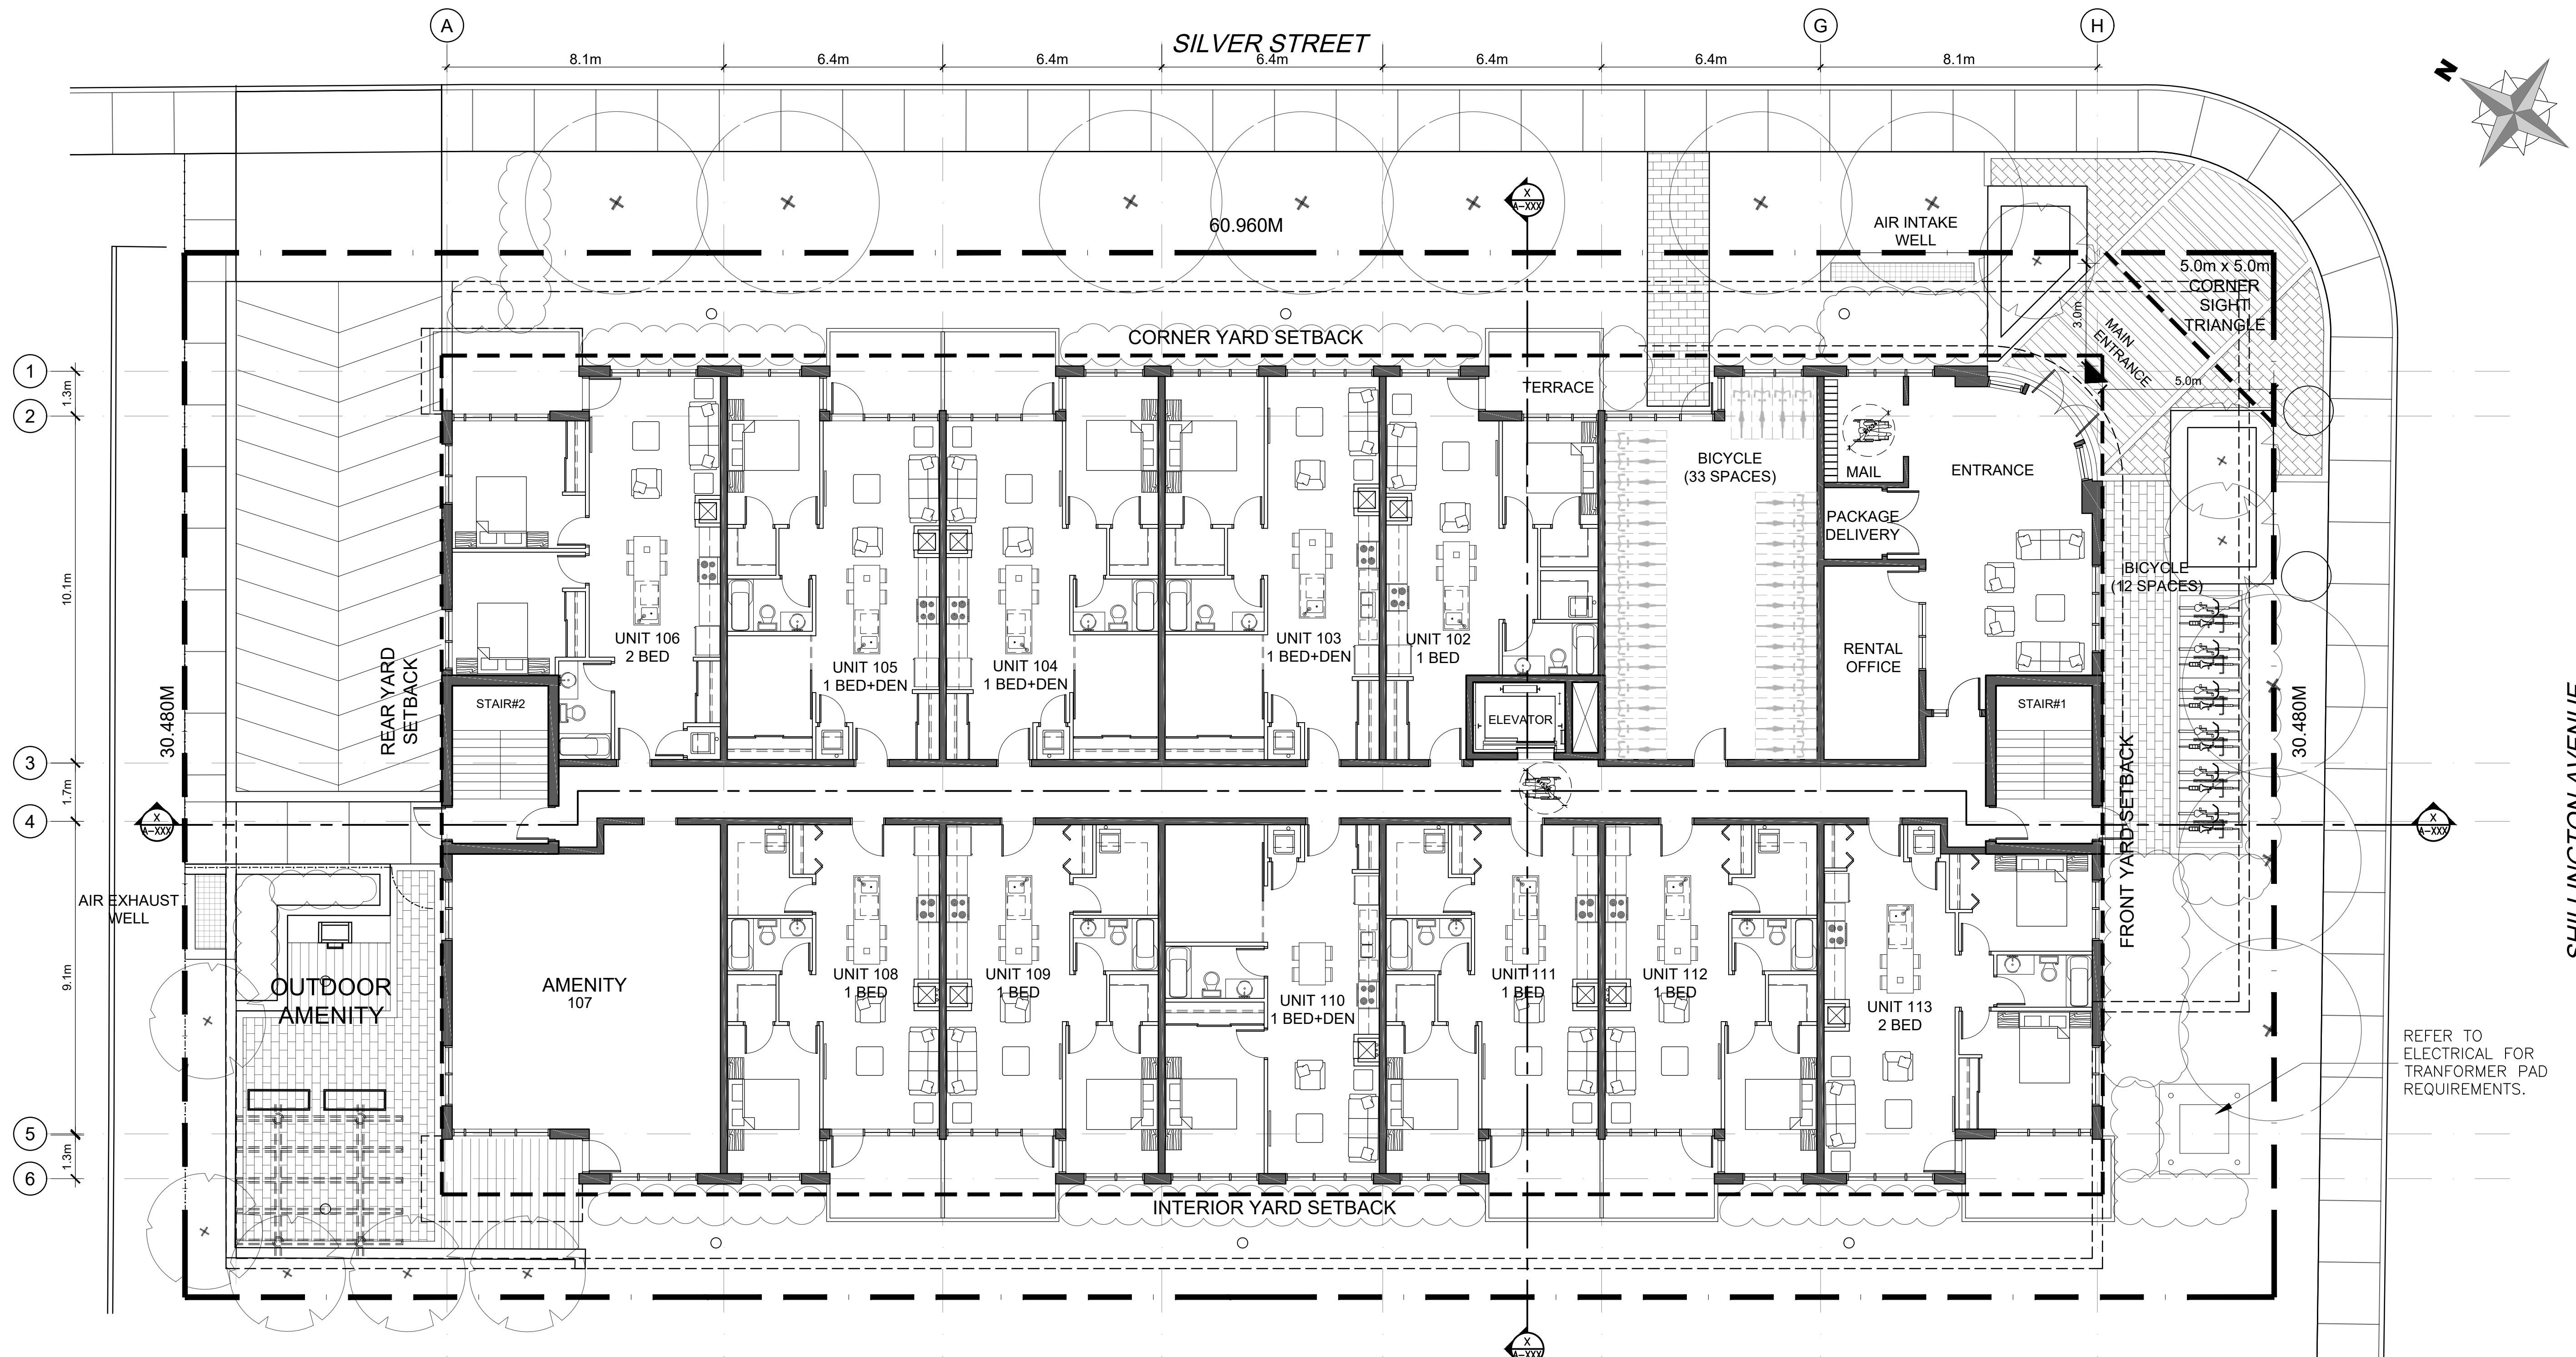 A
G
H
SILVER STREET
8.1m
6.4m
6.4m
6.4m
6.4m
6.4m
8.1m
N
X
A-XXX
60.960M
AIR INTAKE
WELL
5.0m x 5.0m
CORNER
SIGHT
TRIANGLE
3.0m
MAIN
ENTRANCE
5.0m
CORNER YARD SETBACK
1
1.3m
2
10.1m
3
1.7m
4
9.1m
5
1.3m
6
TERRACE
BICYCLE
(33 SPACES)
MAIL
ENTRANCE
PACKAGE
DELIVERY
BICYCLE
(12 SPACES)
UNIT 106
2 BED
UNIT 105
1 BED+DEN
UNIT 104
1 BED+DEN
UNIT 103
1 BED+DEN
UNIT 102
1 BED
RENTAL
OFFICE
REAR YARD
SETBACK
30.480M
STAIR#2
ELEVATOR
STAIR#1
30.480M
SHILLINGTON AVENUE
FRONT YARD SETBACK
X
A-XXX
X
A-XXX
AIR EXHAUST
WELL
OUTDOOR
AMENITY
AMENITY
107
UNIT 108
1 BED
UNIT 109
1 BED
UNIT 110
1 BED+DEN
UNIT 111
1 BED
UNIT 112
1 BED
UNIT 113
2 BED
REFER TO
ELECTRICAL FOR
TRANFORMER PAD
REQUIREMENTS.
INTERIOR YARD SETBACK
X
A-XXX